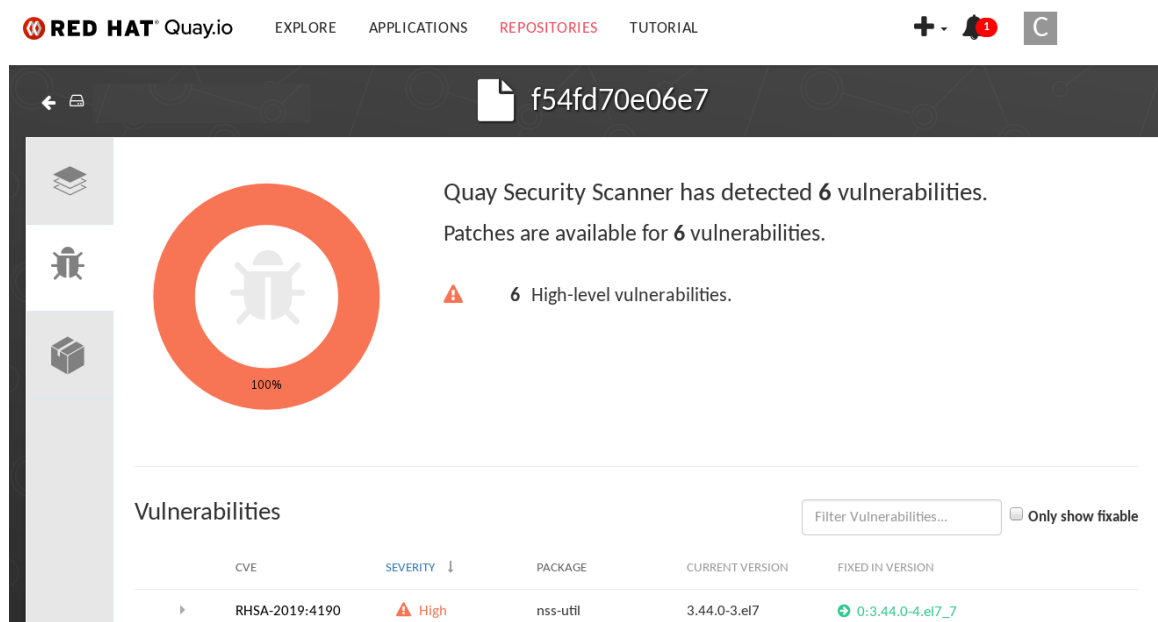 RED HAT® Quay.io EXPLORE APPLICATIONS REPOSITORIES TUTORIAL 1 C
f54fd70e06e7
Quay Security Scanner has detected 6 vulnerabilities.
Patches are available for 6 vulnerabilities.
6 High-level vulnerabilities.
100%
Vulnerabilities Filter Vulnerabilities... Only show fixable
CVE SEVERITY PACKAGE CURRENT VERSION FIXED IN VERSION
RHSA-2019:4190 High nss-util 3.44.0-3.el7 0:3.44.0-4.el7_7